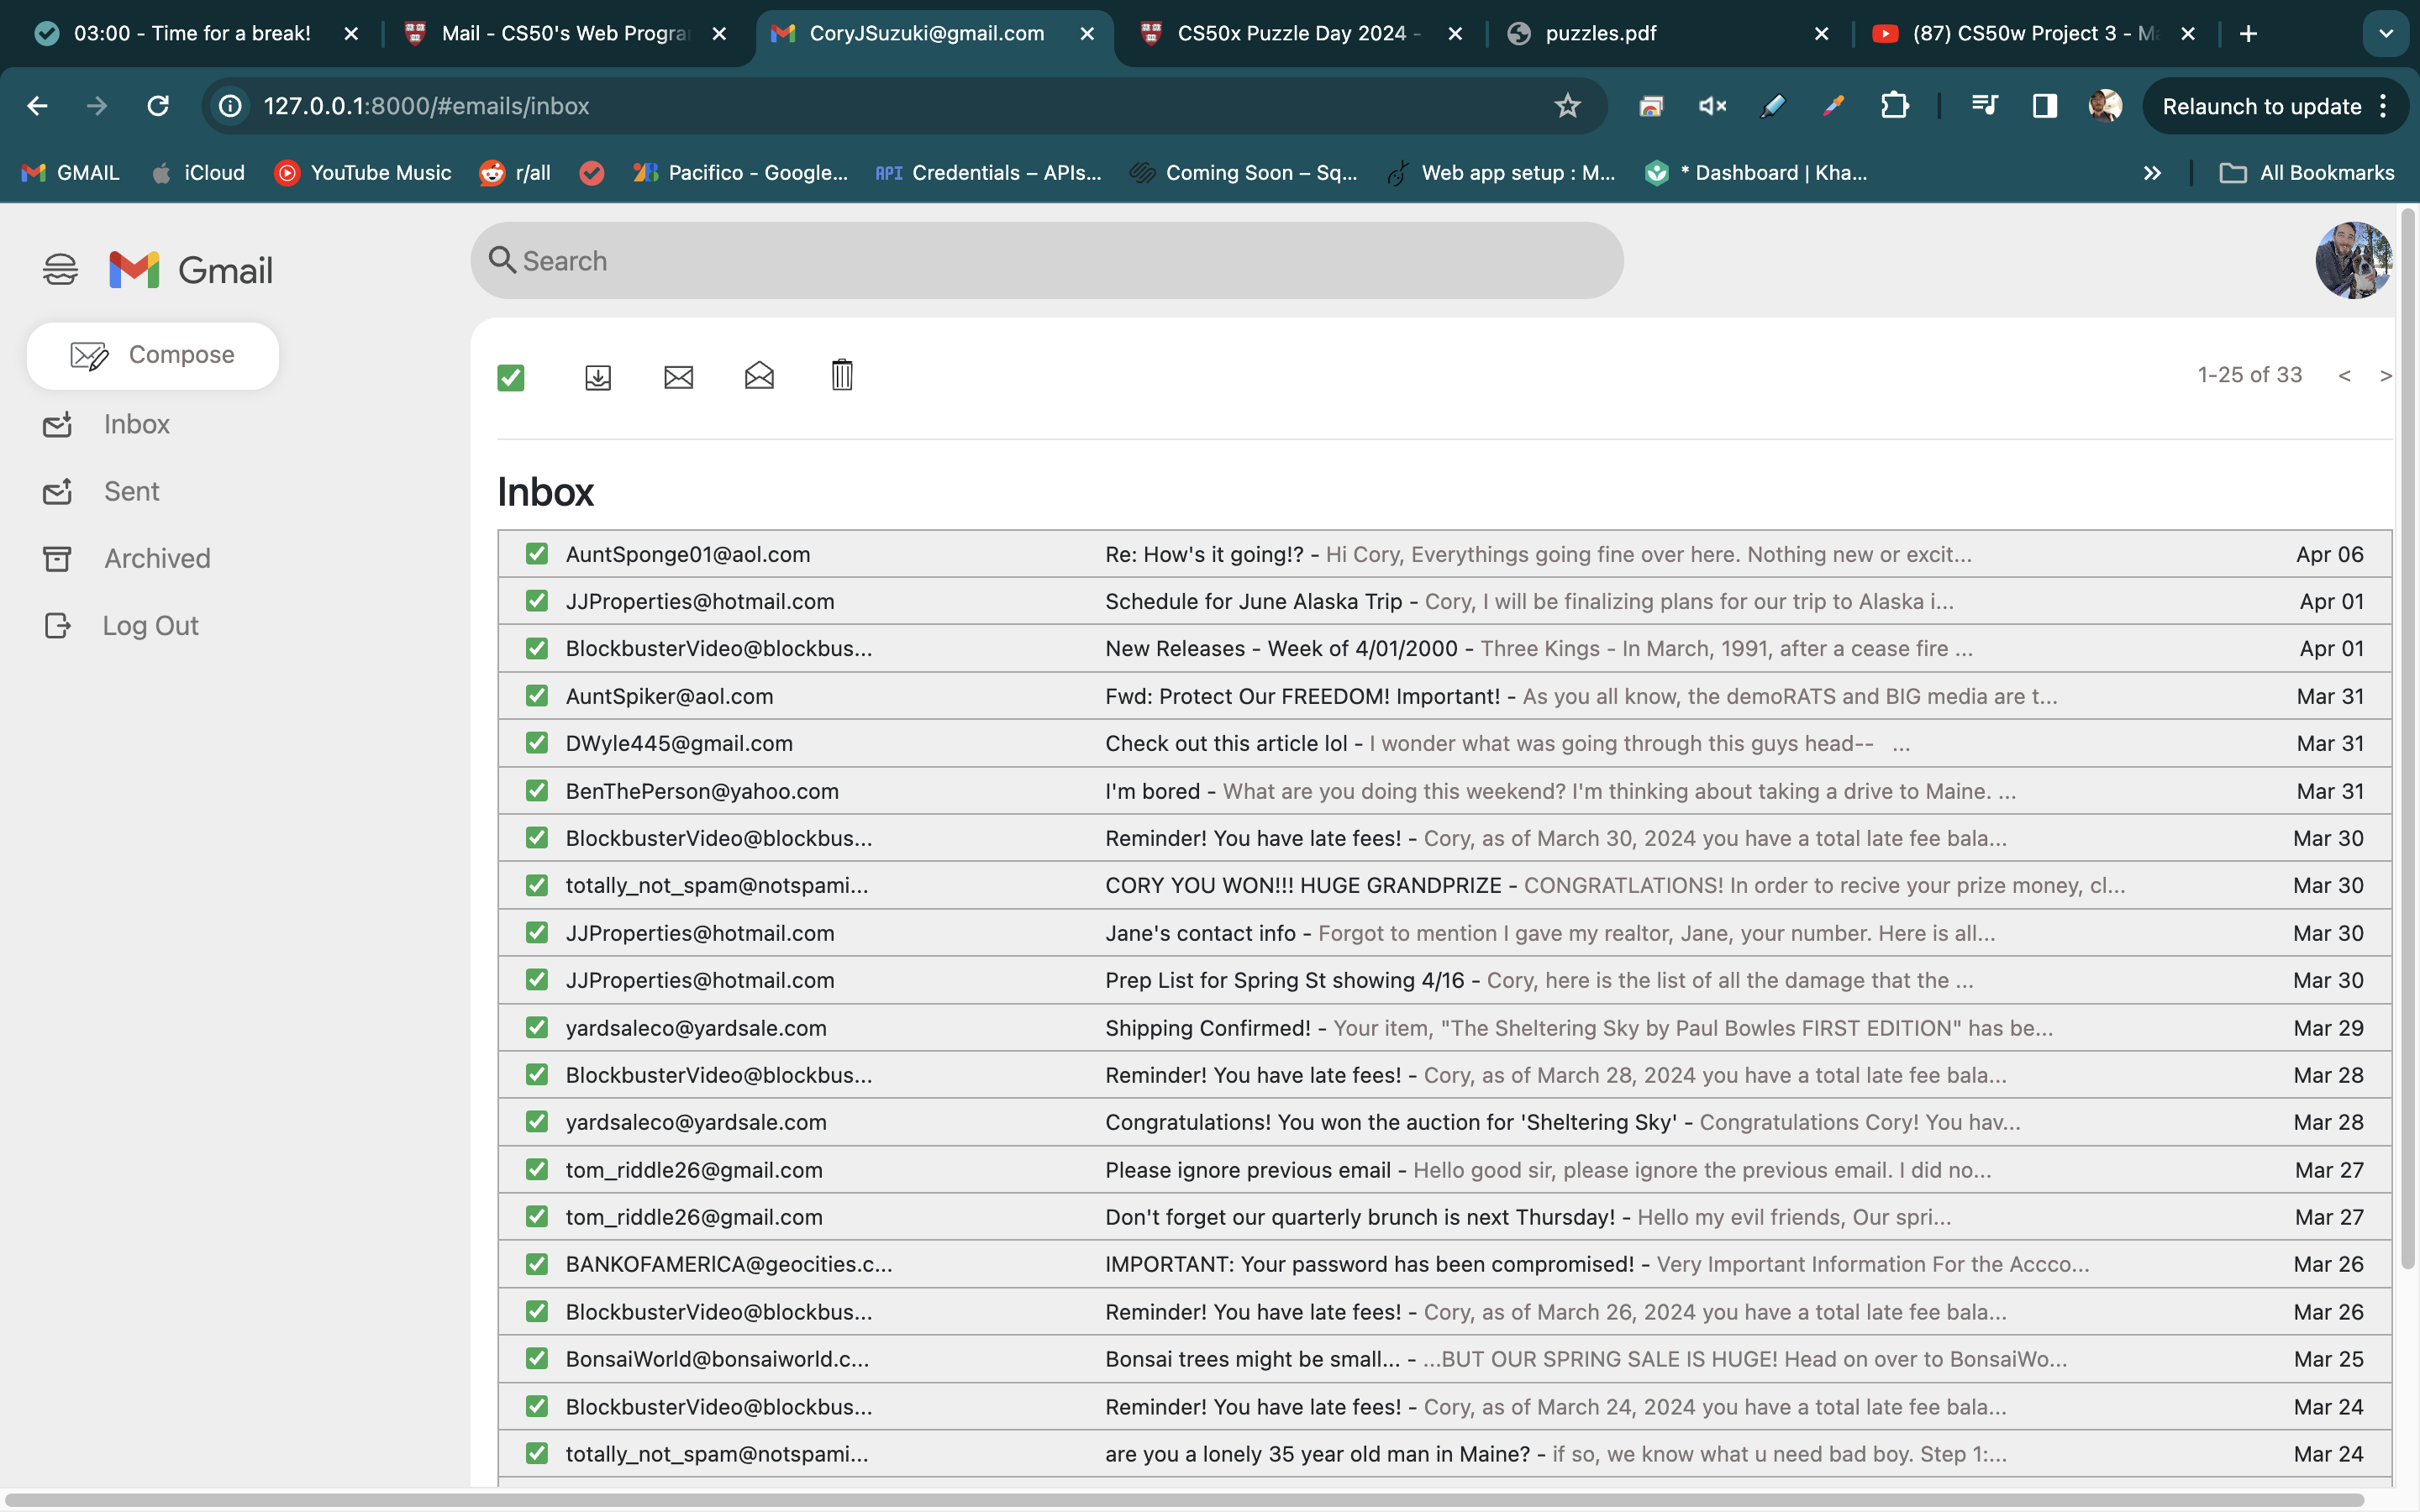 03:00 - Time for a break!
Mail - CS50's Web Progra
CoryJSuzuki@gmail.com
CS50x Puzzle Day 2024 -
puzzles.pdf
(87) CS50w Project 3 - Ma
127.0.0.1:8000/#emails/inbox
Relaunch to update
GMAIL
iCloud
YouTube Music
r/all
Pacifico - Google...
API Credentials – APIs...
Coming Soon – Sq...
Web app setup : M...
* Dashboard | Kha...
All Bookmarks
Gmail
Search
Compose
Inbox
Sent
Archived
Log Out
1-25 of 33 < >
Inbox
AuntSponge01@aol.com Re: How's it going!? - Hi Cory, Everythings going fine over here. Nothing new or excit... Apr 06
JJProperties@hotmail.com Schedule for June Alaska Trip - Cory, I will be finalizing plans for our trip to Alaska i... Apr 01
BlockbusterVideo@blockbus... New Releases - Week of 4/01/2000 - Three Kings - In March, 1991, after a cease fire ... Apr 01
AuntSpiker@aol.com Fwd: Protect Our FREEDOM! Important! - As you all know, the demoRATS and BIG media are t... Mar 31
DWyle445@gmail.com Check out this article lol - I wonder what was going through this guys head-- ... Mar 31
BenThePerson@yahoo.com I'm bored - What are you doing this weekend? I'm thinking about taking a drive to Maine. ... Mar 31
BlockbusterVideo@blockbus... Reminder! You have late fees! - Cory, as of March 30, 2024 you have a total late fee bala... Mar 30
totally_not_spam@notspami... CORY YOU WON!!! HUGE GRANDPRIZE - CONGRATLATIONS! In order to recive your prize money, cl... Mar 30
JJProperties@hotmail.com Jane's contact info - Forgot to mention I gave my realtor, Jane, your number. Here is all... Mar 30
JJProperties@hotmail.com Prep List for Spring St showing 4/16 - Cory, here is the list of all the damage that the ... Mar 30
yardsaleco@yardsale.com Shipping Confirmed! - Your item, "The Sheltering Sky by Paul Bowles FIRST EDITION" has be... Mar 29
BlockbusterVideo@blockbus... Reminder! You have late fees! - Cory, as of March 28, 2024 you have a total late fee bala... Mar 28
yardsaleco@yardsale.com Congratulations! You won the auction for 'Sheltering Sky' - Congratulations Cory! You hav... Mar 28
tom_riddle26@gmail.com Please ignore previous email - Hello good sir, please ignore the previous email. I did no... Mar 27
tom_riddle26@gmail.com Don't forget our quarterly brunch is next Thursday! - Hello my evil friends, Our spri... Mar 27
BANKOFAMERICA@geocities.c... IMPORTANT: Your password has been compromised! - Very Important Information For the Accco... Mar 26
BlockbusterVideo@blockbus... Reminder! You have late fees! - Cory, as of March 26, 2024 you have a total late fee bala... Mar 26
BonsaiWorld@bonsaiworld.c... Bonsai trees might be small... - ...BUT OUR SPRING SALE IS HUGE! Head on over to BonsaiWo... Mar 25
BlockbusterVideo@blockbus... Reminder! You have late fees! - Cory, as of March 24, 2024 you have a total late fee bala... Mar 24
totally_not_spam@notspami... are you a lonely 35 year old man in Maine? - if so, we know what u need bad boy. Step 1:... Mar 24